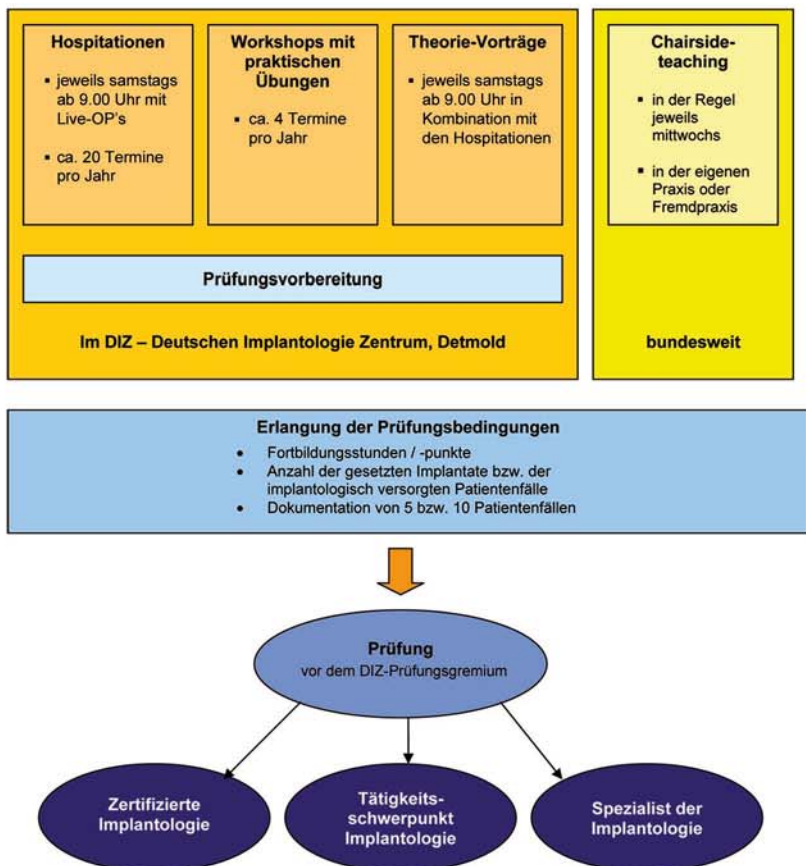 Hospitationen
▪ jeweils samstags
ab 9.00 Uhr mit
Live-OP's
▪ ca. 20 Termine
pro Jahr
Workshops mit
praktischen
Übungen
▪ ca. 4 Termine
pro Jahr
Theorie-Vorträge
▪ jeweils samstags
ab 9.00 Uhr in
Kombination mit
den Hospitationen
Prüfungsvorbereitung
Im DIZ – Deutschen Implantologie Zentrum, Detmold
Chairside-
teaching
▪ in der Regel
jeweils
mittwochs
▪ in der eigenen
Praxis oder
Fremdpraxis
bundesweit
Erlangung der Prüfungsbedingungen
• Fortbildungsstunden / -punkte
• Anzahl der gesetzten Implantate bzw. der
implantologisch versorgten Patientenfälle
• Dokumentation von 5 bzw. 10 Patientenfällen
Prüfung
vor dem DIZ-Prüfungsgremium
Zertifizierte
Implantologie
Tätigkeits-
schwerpunkt
Implantologie
Spezialist der
Implantologie